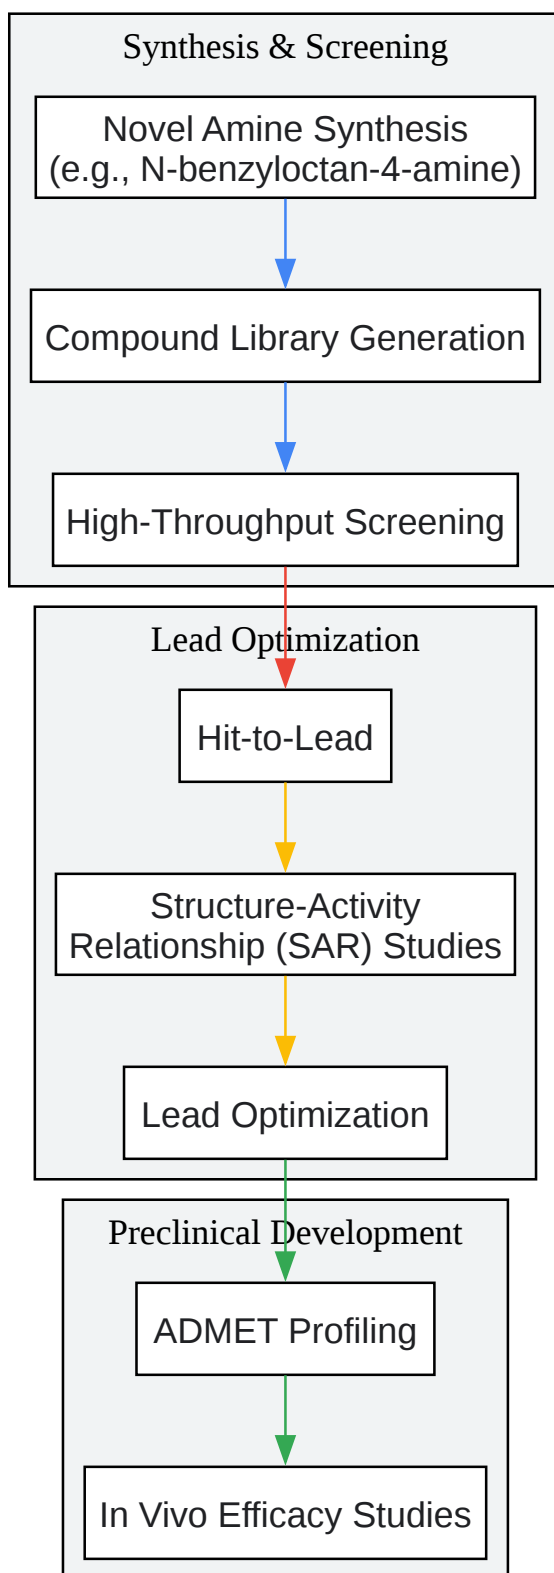 Synthesis & Screening
Novel Amine Synthesis
(e.g., N-benzyloctan-4-amine)
Compound Library Generation
High-Throughput Screening
Lead Optimization
Hit-to-Lead
Structure-Activity
Relationship (SAR) Studies
Lead Optimization
Preclinical Development
ADMET Profiling
In Vivo Efficacy Studies